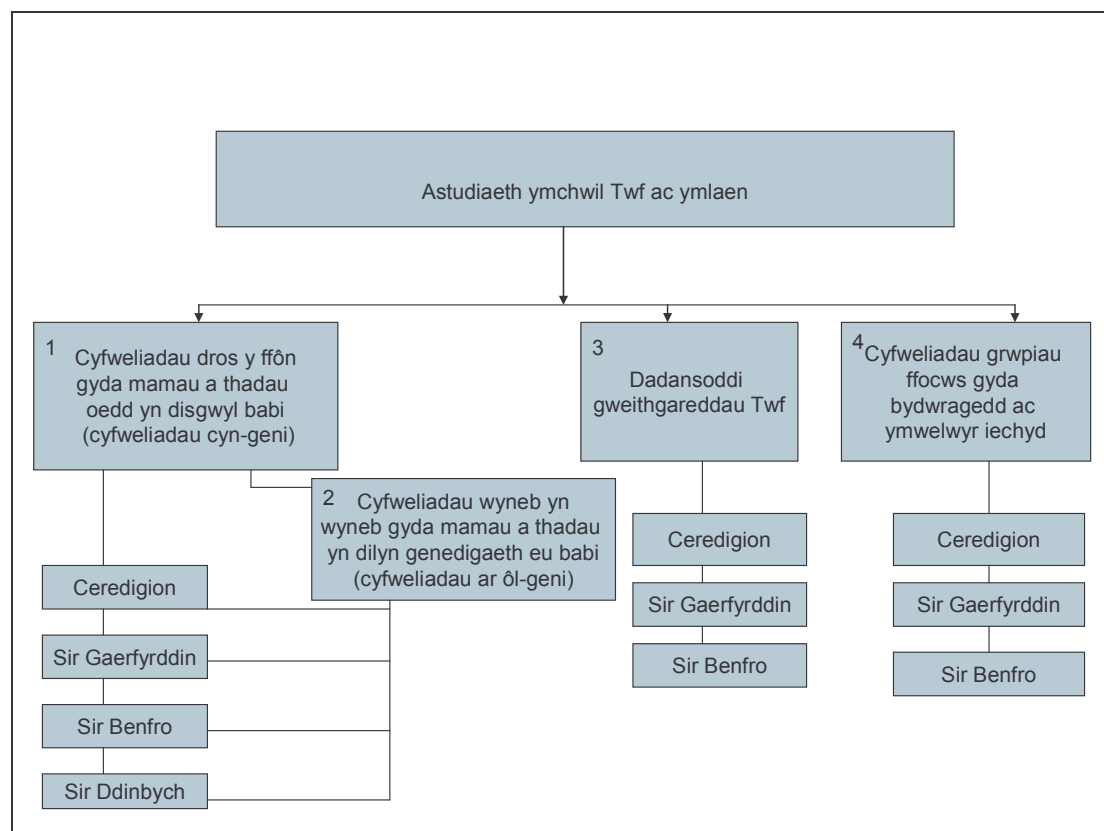 Astudiaeth ymchwil Twf ac ymlaen
1
Cyfweliadau dros y ffôn
gyda mamau a thadau
oedd yn disgwyl babi
(cyfweliadau cyn-geni)
2
Cyfweliadau wyneb yn
wyneb gyda mamau a thadau
yn dilyn genedigaeth eu babi
(cyfweliadau ar ôl-geni)
Ceredigion
Sir Gaerfyrddin
Sir Benfro
Sir Ddinbych
3
Dadansoddi
gweithgareddau Twf
Ceredigion
Sir Gaerfyrddin
Sir Benfro
4
Cyfweliadau grwpiau
ffocws gyda
bydwragedd ac
ymwelwyr iechyd
Ceredigion
Sir Gaerfyrddin
Sir Benfro